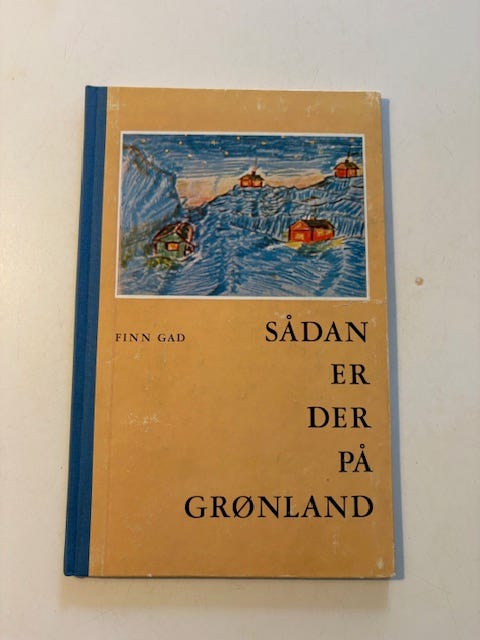 FINN GAD
SÅDAN
ER
DER
PÅ
GRØNLAND